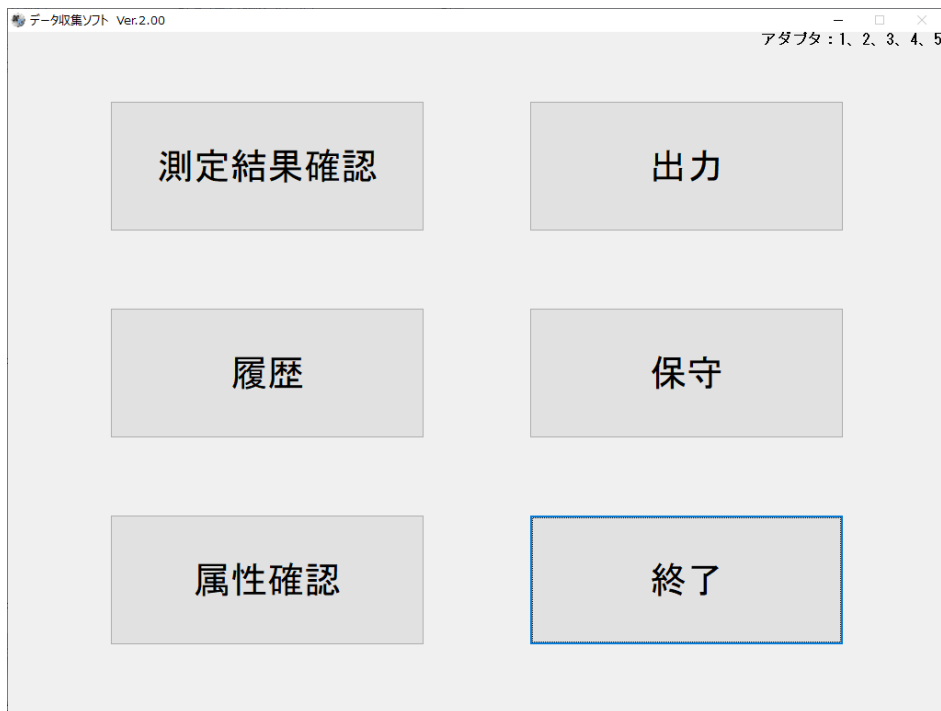 データ収集ソフト Ver.2.00
アダプタ：1、2、3、4、5
測定結果確認
出力
履歴
保守
属性確認
終了